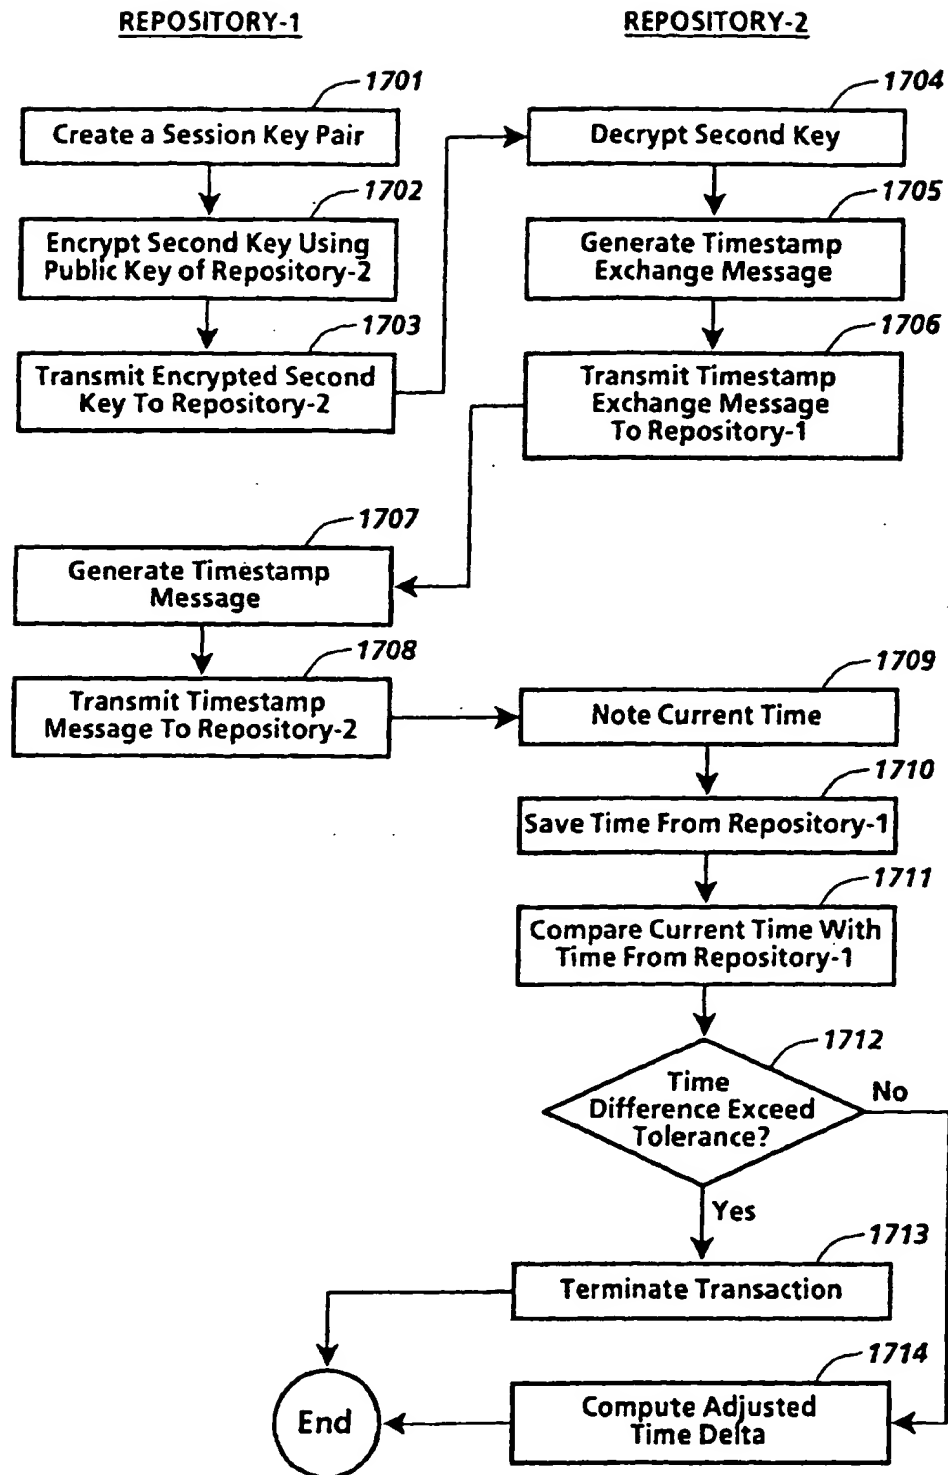 REPOSITORY-1
REPOSITORY-2
1701
Create a Session Key Pair
1702
Encrypt Second Key Using
Public Key of Repository-2
1703
Transmit Encrypted Second
Key To Repository-2
1704
Decrypt Second Key
1705
Generate Timestamp
Exchange Message
1706
Transmit Timestamp
Exchange Message
To Repository-1
1707
Generate Timestamp
Message
1708
Transmit Timestamp
Message To Repository-2
1709
Note Current Time
1710
Save Time From Repository-1
1711
Compare Current Time With
Time From Repository-1
1712
Time
Difference Exceed
Tolerance?
No
Yes
1713
Terminate Transaction
1714
Compute Adjusted
Time Delta
End